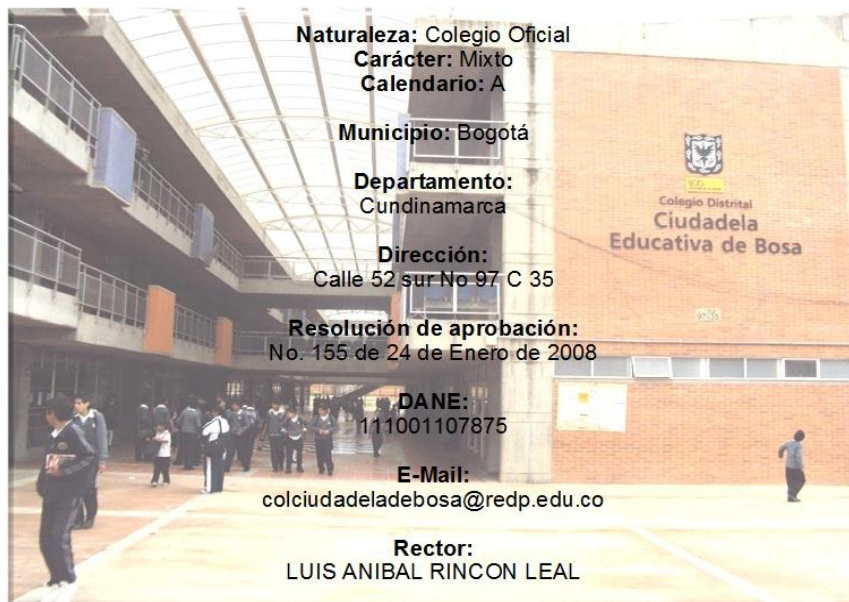 Naturaleza: Colegio Oficial
Carácter: Mixto
Calendario: A
Municipio: Bogotá
Departamento:
Cundinamarca
Dirección:
Calle 52 sur No 97 C 35
Resolución de aprobación:
No. 155 de 24 de Enero de 2008
DANE:
111001107875
E-Mail:
colciudadeladebosa@redp.edu.co
Rector:
LUIS ANIBAL RINCON LEAL
Colegio Distrital
Ciudadela
Educativa de Bosa